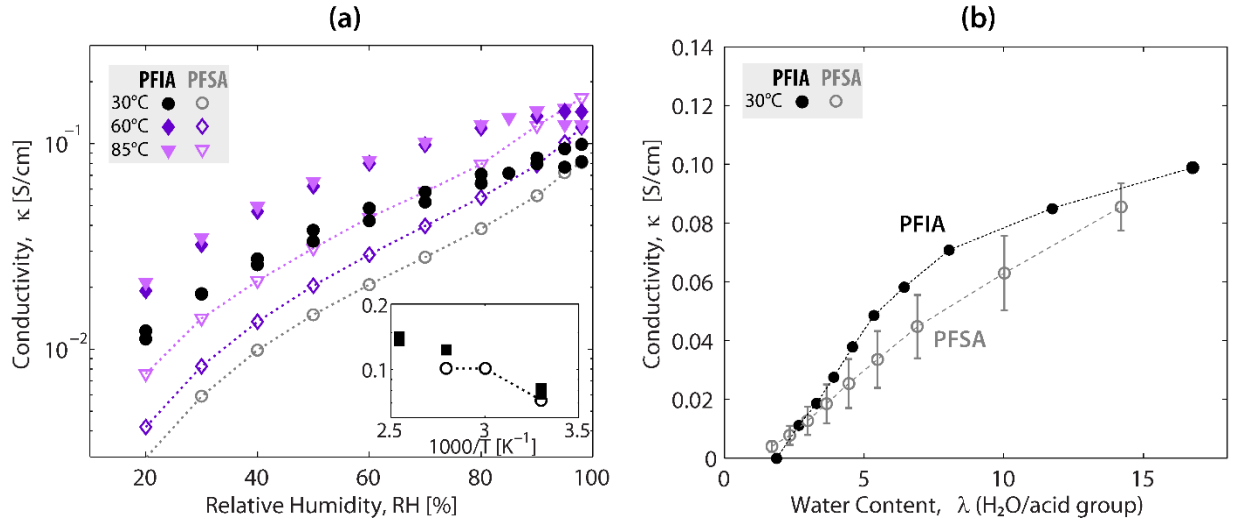 (a)
PFIA PFSA
30°C
60°C
85°C
10⁻¹
10⁻²
Conductivity, κ [S/cm]
20 40 60 80 100
Relative Humidity, RH [%]
0.2
0.1
2.5 3 3.5
1000/T [K⁻¹]
(b)
PFIA PFSA
30°C
0.14
0.12
0.10
0.08
0.06
0.04
0.02
0
Conductivity, κ [S/cm]
PFIA
PFSA
0 5 10 15
Water Content, λ (H₂O/acid group)